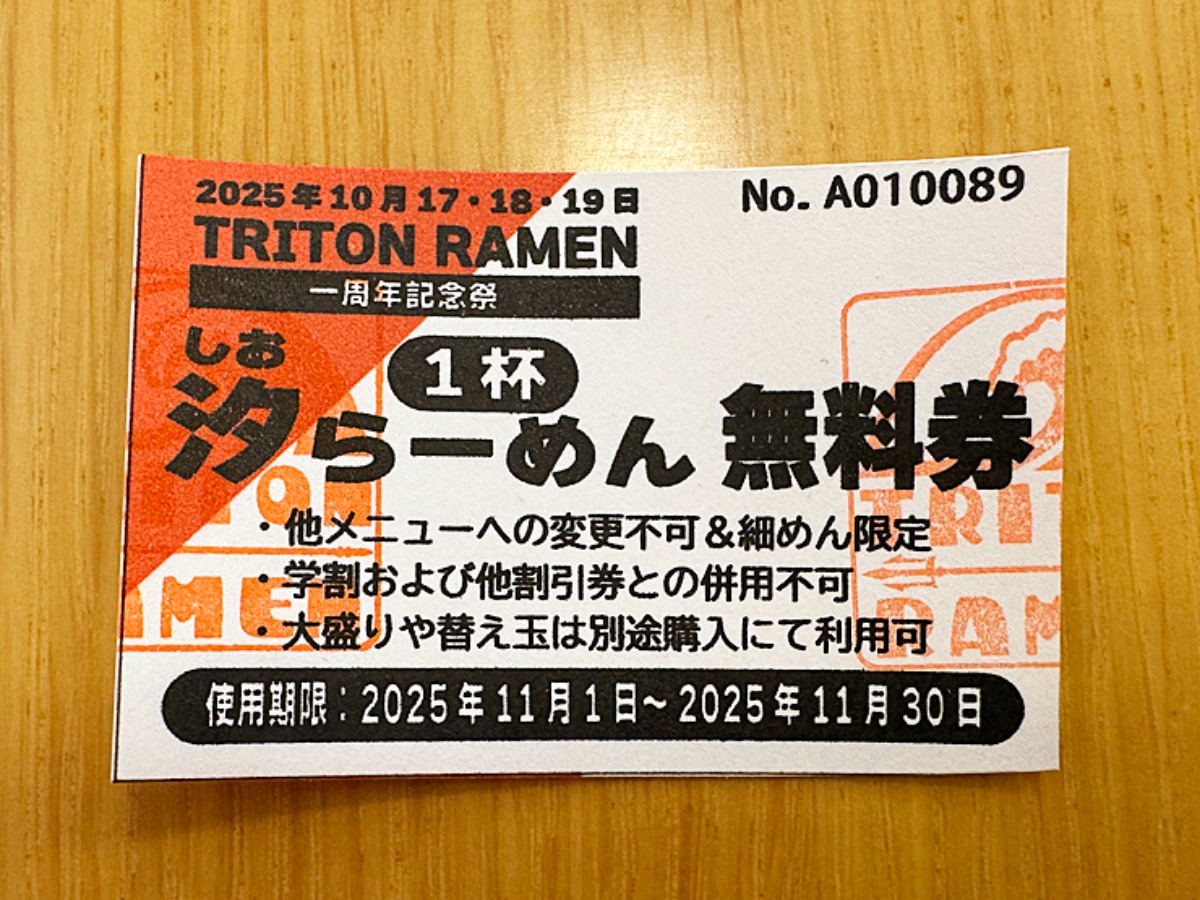 2025年10月17・18・19日
No. A010089
TRITON RAMEN
一周年記念祭
しお
1杯
汐らーめん 無料券
・他メニューへの変更不可＆細めん限定
・学割および他割引券との併用不可
・大盛りや替え玉は別途購入にて利用可
使用期限：2025年11月1日～2025年11月30日
TRIT
RAM
TON
RAMEN